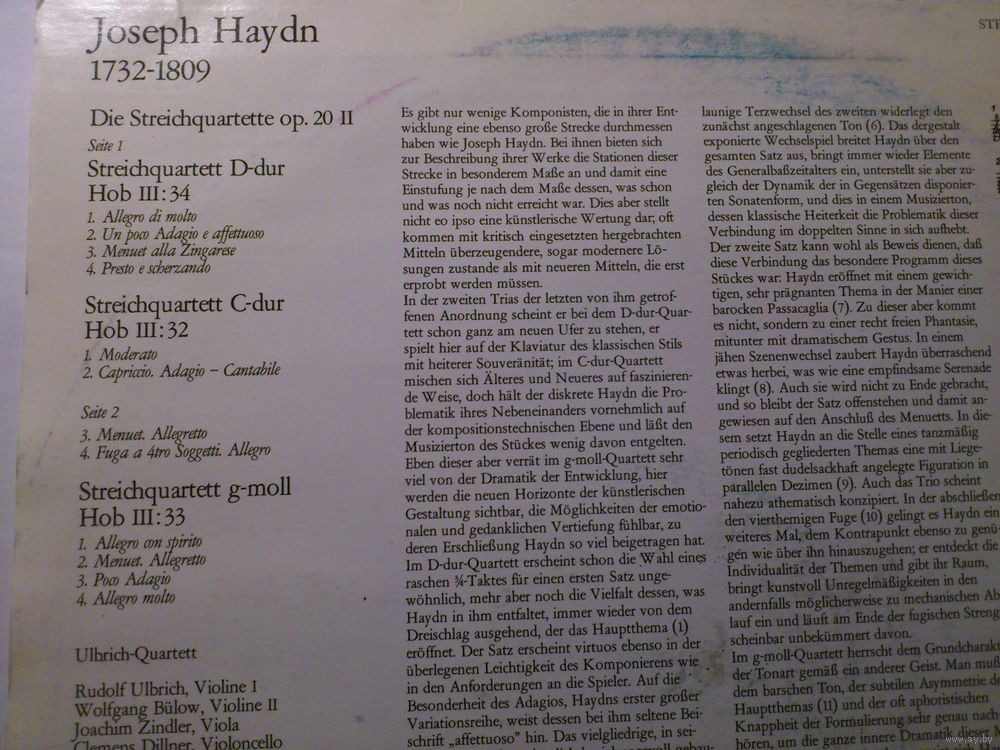 Joseph Haydn
1732-1809
Die Streichquartette op. 20 II
Seite 1
Streichquartett D-dur
Hob III:34
1. Allegro di molto
2. Un poco Adagio e affettuoso
3. Menuet alla Zingarese
4. Presto e scherzando
Streichquartett C-dur
Hob III:32
1. Moderato
2. Capriccio. Adagio – Cantabile
Seite 2
3. Menuet. Allegretto
4. Fuga a 4tro Soggetti. Allegro
Streichquartett g-moll
Hob III:33
1. Allegro con spirito
2. Menuet. Allegretto
3. Poco Adagio
4. Allegro molto
Ulbrich-Quartett
Rudolf Ulbrich, Violine I
Wolfgang Bülow, Violine II
Joachim Zindler, Viola
Clemens Dillner, Violoncello
Es gibt nur wenige Komponisten, die in ihrer Ent-
wicklung eine ebenso große Strecke durchmessen
haben wie Joseph Haydn. Bei ihnen bieten sich
zur Beschreibung ihrer Werke die Stationen dieser
Strecke in besonderem Maße an und damit eine
Einstufung je nach dem Maße dessen, was schon
und was noch nicht erreicht war. Dies aber stellt
nicht eo ipso eine künstlerische Wertung dar; oft
kommen mit kritisch eingesetzten hergebrachten
Mitteln überzeugendere, sogar modernere Lö-
sungen zustande als mit neueren Mitteln, die erst
erprobt werden müssen.
In der zweiten Trias der letzten von ihm getrof-
fenen Anordnung scheint er bei dem D-dur-Quar-
tett schon ganz am neuen Ufer zu stehen, er
spielt hier auf der Klaviatur des klassischen Stils
mit heiterer Souveränität; im C-dur-Quartett
mischen sich Älteres und Neueres auf faszinieren-
de Weise, doch hält der diskrete Haydn die Pro-
blematik ihres Nebeneinanders vornehmlich auf
der kompositionstechnischen Ebene und läßt den
Musizierton des Stückes wenig davon entgelten.
Eben dieser aber verrät im g-moll-Quartett sehr
viel von der Dramatik der Entwicklung, hier
werden die neuen Horizonte der künstlerischen
Gestaltung sichtbar, die Möglichkeiten der emotio-
nalen und gedanklichen Vertiefung fühlbar, zu
deren Erschließung Haydn so viel beigetragen hat.
Im D-dur-Quartett erscheint schon die Wahl eines
raschen ¾-Taktes für einen ersten Satz unge-
wöhnlich, mehr aber noch die Vielfalt dessen, was
Haydn in ihm entfaltet, immer wieder von dem
Dreischlag ausgehend, der das Hauptthema (1)
eröffnet. Der Satz erscheint virtuos ebenso in der
überlegenen Leichtigkeit des Komponierens wie
in den Anforderungen an die Spieler. Auf die
Besonderheit des Adagios, Haydns erster großer
Variationsreihe, weist dessen bei ihm seltene Bei-
schrift „affettuoso" hin. Das vielgliedrige, in sei-
launige Terzwechsel des zweiten widerlegt den
zunächst angeschlagenen Ton (6). Das dergestalt
exponierte Wechselspiel breitet Haydn über den
gesamten Satz aus, bringt immer wieder Elemente
des Generalbaßzeitalters ein, unterstellt sie aber zu-
gleich der Dynamik der in Gegensätzen disponier-
ten Sonatenform, und dies in einem Musizierton,
dessen klassische Heiterkeit die Problematik dieser
Verbindung im doppelten Sinne in sich aufhebt.
Der zweite Satz kann wohl als Beweis dienen, daß
diese Verbindung das besondere Programm dieses
Stückes war: Haydn eröffnet mit einem gewich-
tigen, sehr prägnanten Thema in der Manier einer
barocken Passacaglia (7). Zu dieser aber kommt
es nicht, sondern zu einer recht freien Phantasie,
mitunter mit dramatischem Gestus. In einem
jähen Szenenwechsel zaubert Haydn überraschend
etwas herbei, was wie eine empfindsame Serenade
klingt (8). Auch sie wird nicht zu Ende gebracht,
und so bleibt der Satz offenstehen und damit an-
gewiesen auf den Anschluß des Menuetts. In die-
sem setzt Haydn an die Stelle eines tanzmäßig
periodisch gegliederten Themas eine mit Liege-
tönen fast dudelsackhaft angelegte Figuration in
parallelen Dezimen (9). Auch das Trio scheint
nahezu athematisch konzipiert. In der abschließen
den vierthemigen Fuge (10) gelingt es Haydn ein
weiteres Mal, dem Kontrapunkt ebenso zu genü
gen wie über ihn hinauszugehen; er entdeckt die
Individualität der Themen und gibt ihr Raum,
bringt kunstvoll Unregelmäßigkeiten in den
andernfalls möglicherweise zu mechanischen Ab
lauf ein und läuft am Ende der fugischen Streng
scheinbar unbekümmert davon.
Im g-moll-Quartett herrscht dem Grundcharakt
der Tonart gemäß ein anderer Geist. Man muß
dem barschen Ton, der subtilen Asymmetrie de
Hauptthemas (11) und der oft aphoristischen
Knappheit der Formulierung sehr genau nach
hören, um die ganze innere Dramatik dieser
STE
www.ay.by